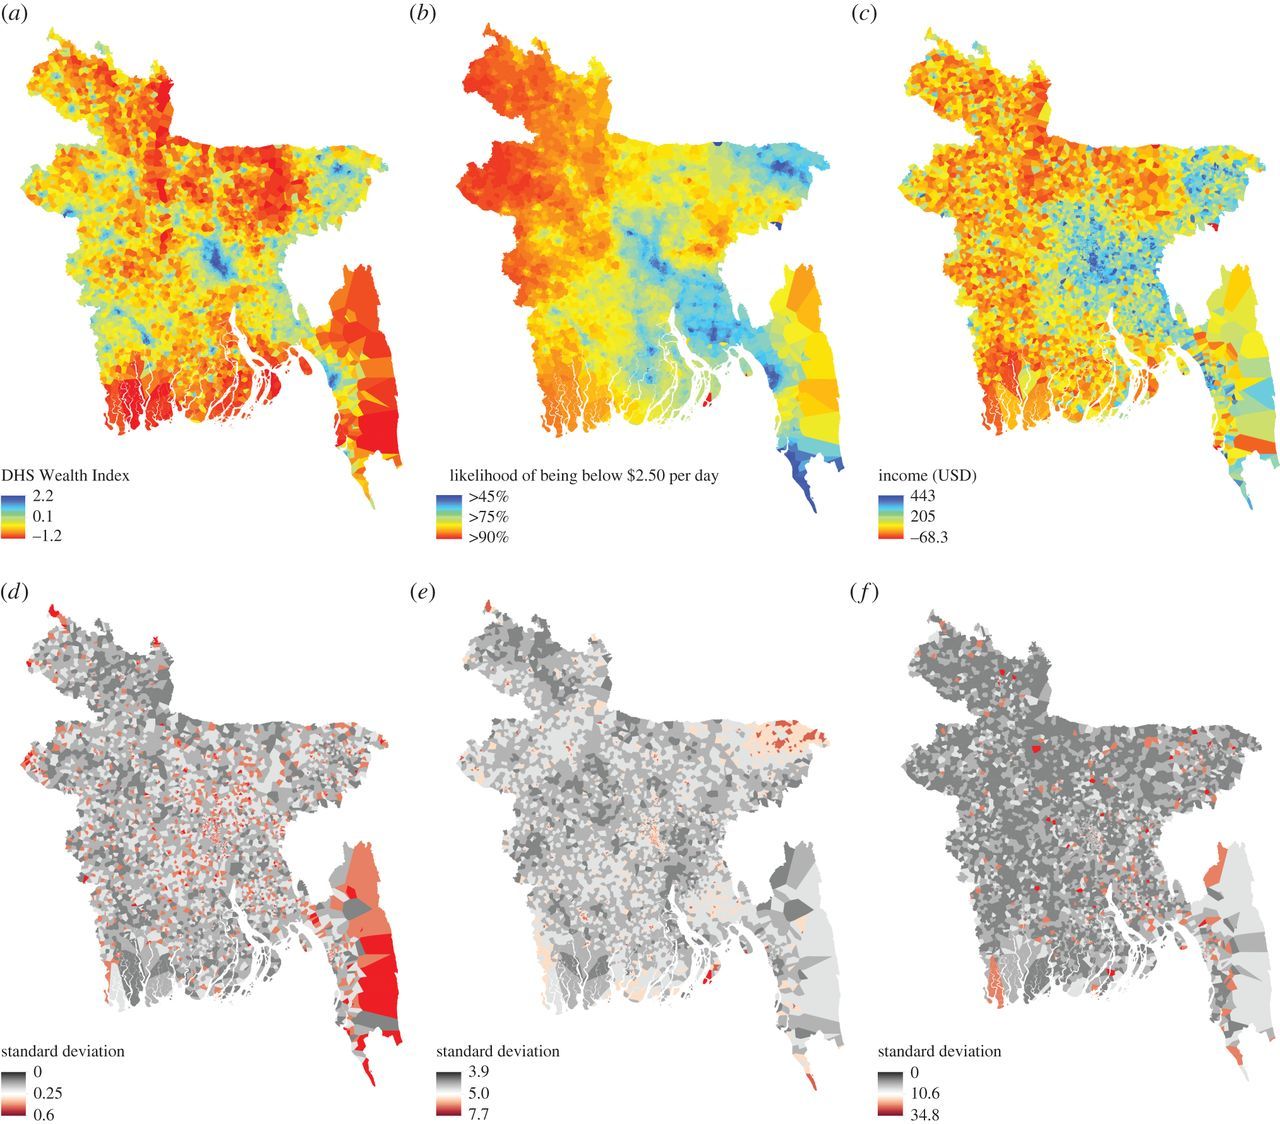 (a)
(b)
(c)
DHS Wealth Index
2.2
0.1
–1.2
likelihood of being below $2.50 per day
>45%
>75%
>90%
income (USD)
443
205
–68.3
(d)
(e)
(f)
standard deviation
0
0.25
0.6
standard deviation
3.9
5.0
7.7
standard deviation
0
10.6
34.8